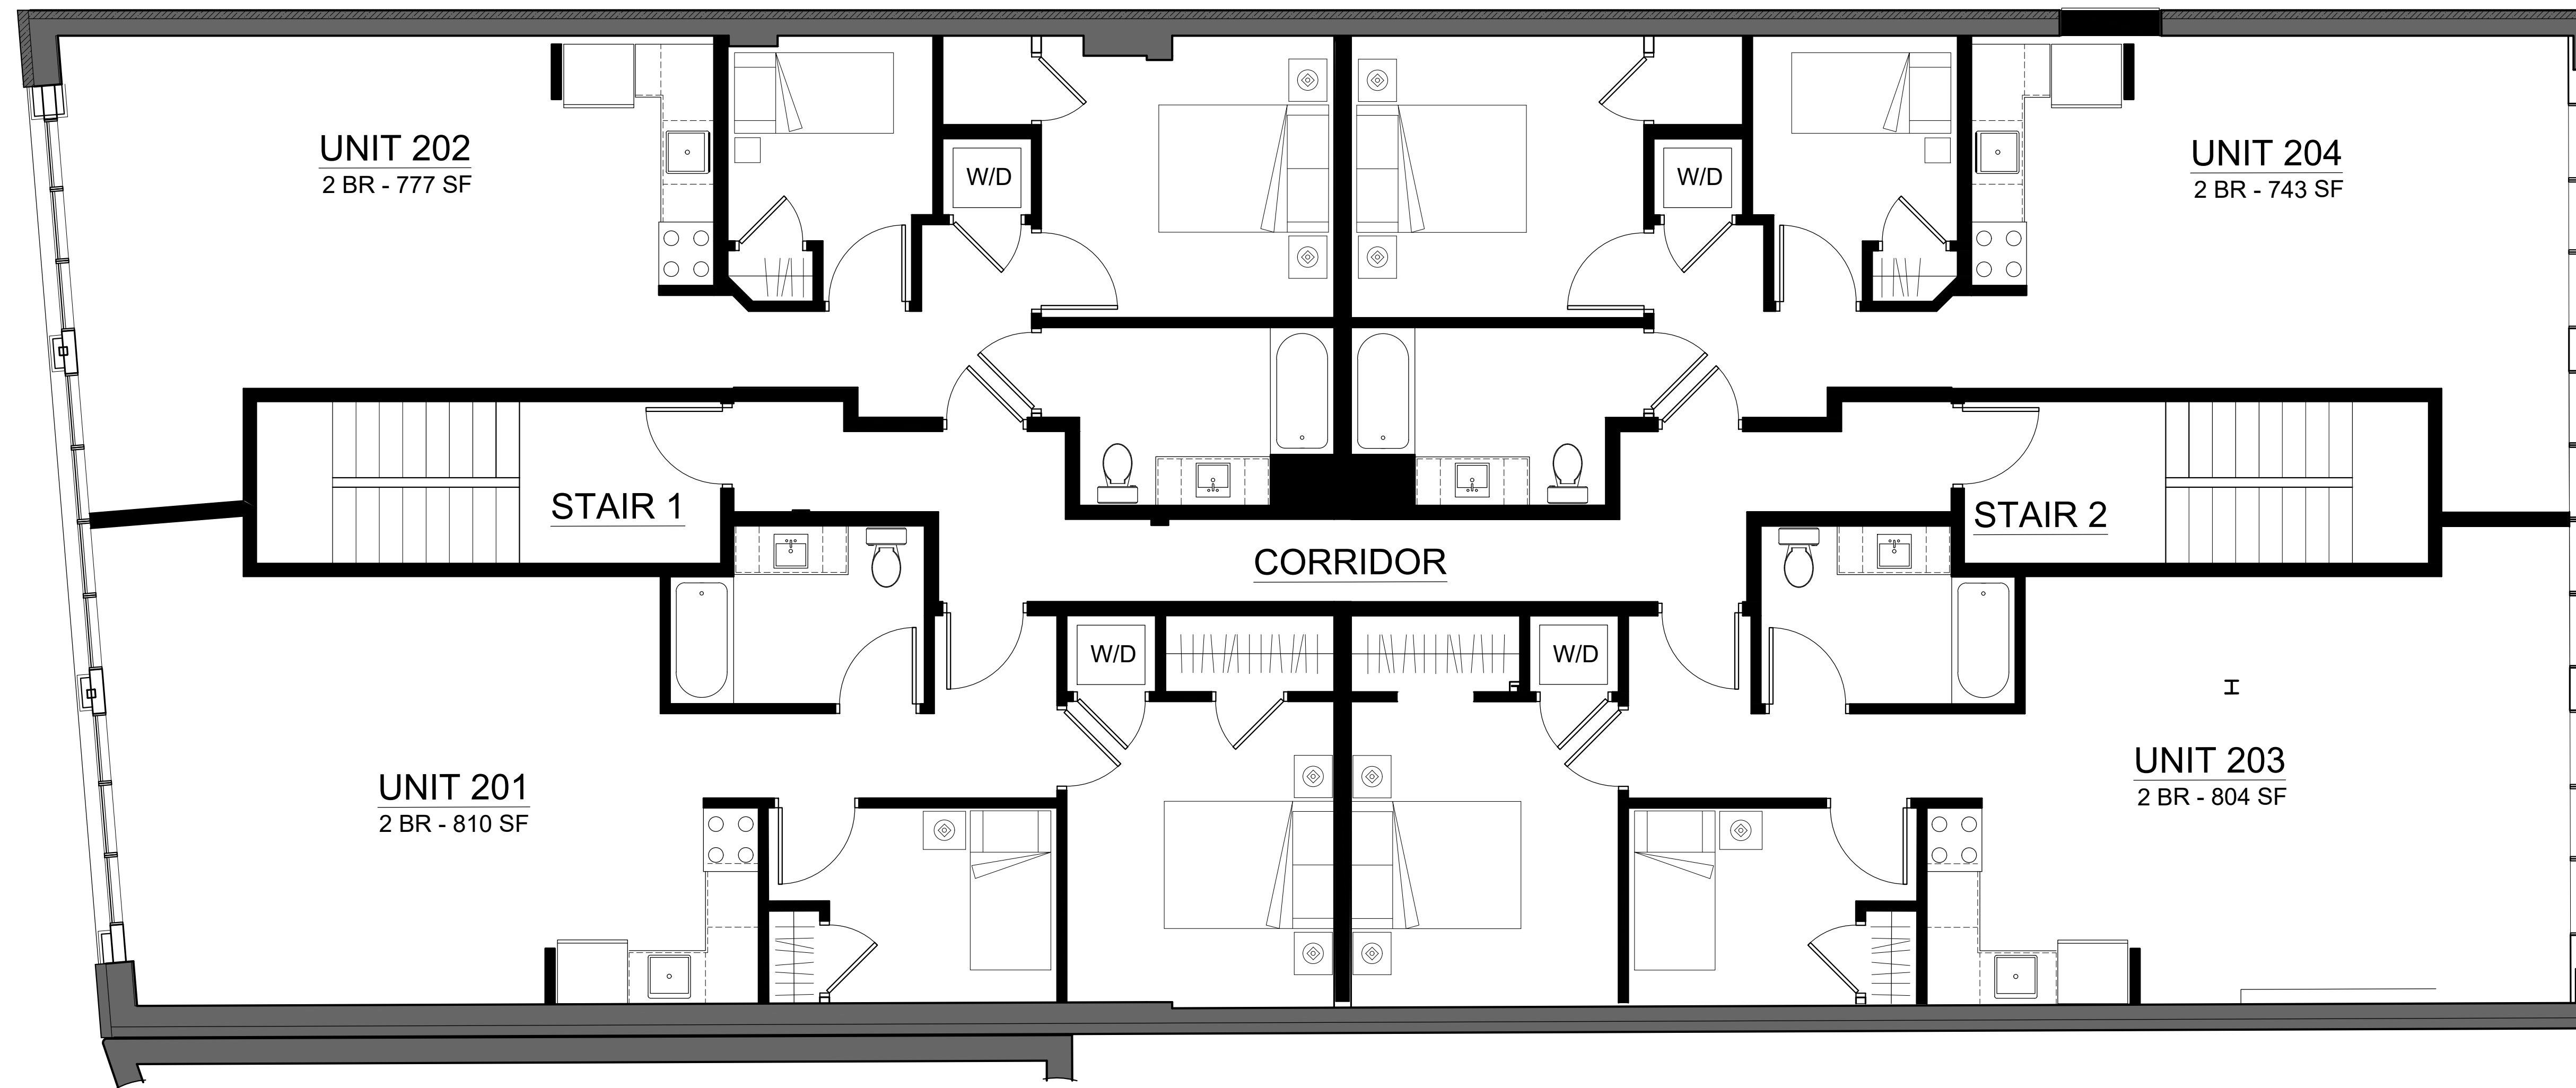 UNIT 202
2 BR - 777 SF
W/D
W/D
UNIT 204
2 BR - 743 SF
STAIR 1
CORRIDOR
STAIR 2
UNIT 201
2 BR - 810 SF
W/D
W/D
UNIT 203
2 BR - 804 SF